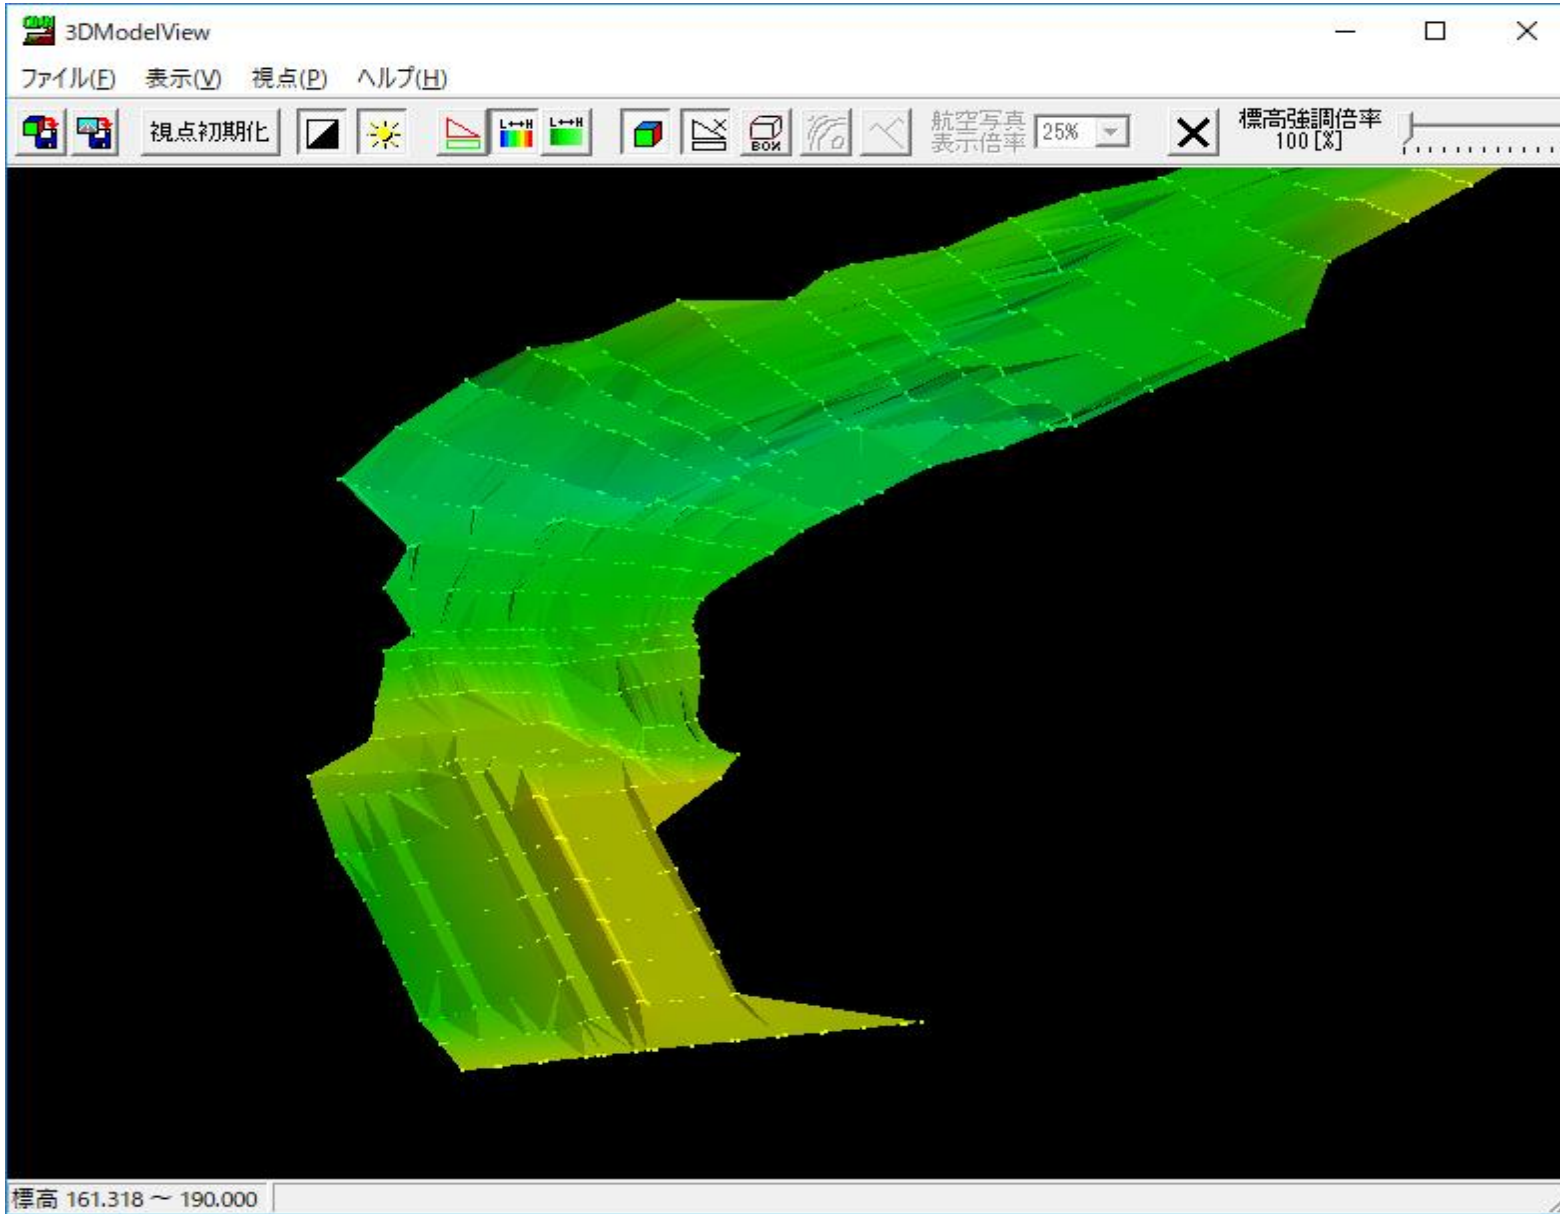 3DModelView
ファイル(F) 表示(V) 視点(P) ヘルプ(H)
視点初期化 L↔H L↔H BOX 航空写真 表示倍率 25% 標高強調倍率 100[%]
標高 161.318 ～ 190.000